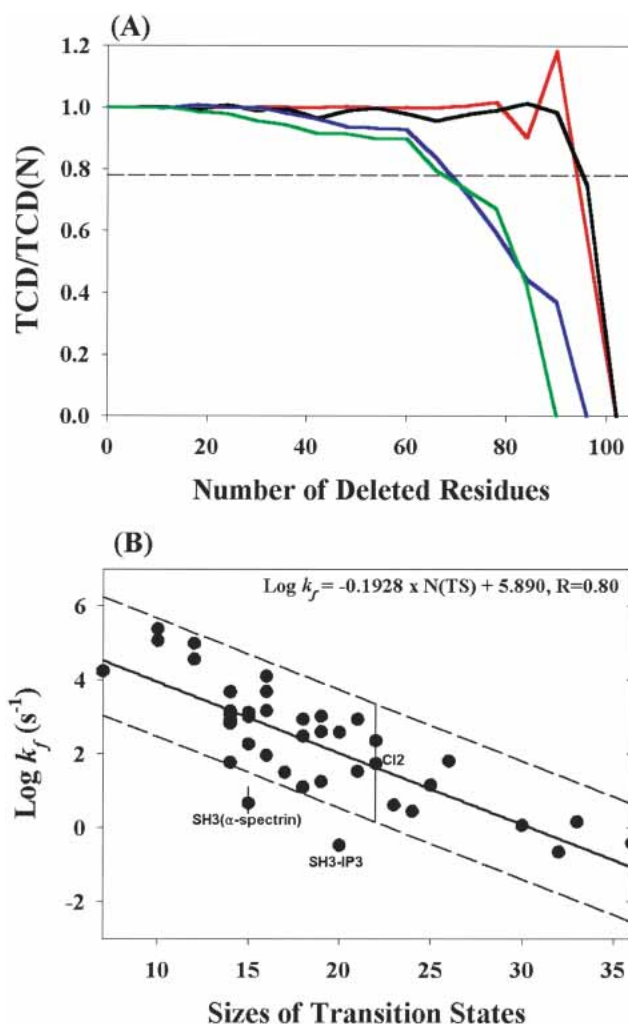 (A)
TCD/TCD(N)
1.2
1.0
0.8
0.6
0.4
0.2
0.0
0 20 40 60 80 100
Number of Deleted Residues
(B)
Log k_f = -0.1928 x N(TS) + 5.890, R=0.80
Log k_f (s⁻¹)
6
4
2
0
-2
CI2
SH3(α-spectrin)
SH3-IP3
10 15 20 25 30 35
Sizes of Transition States